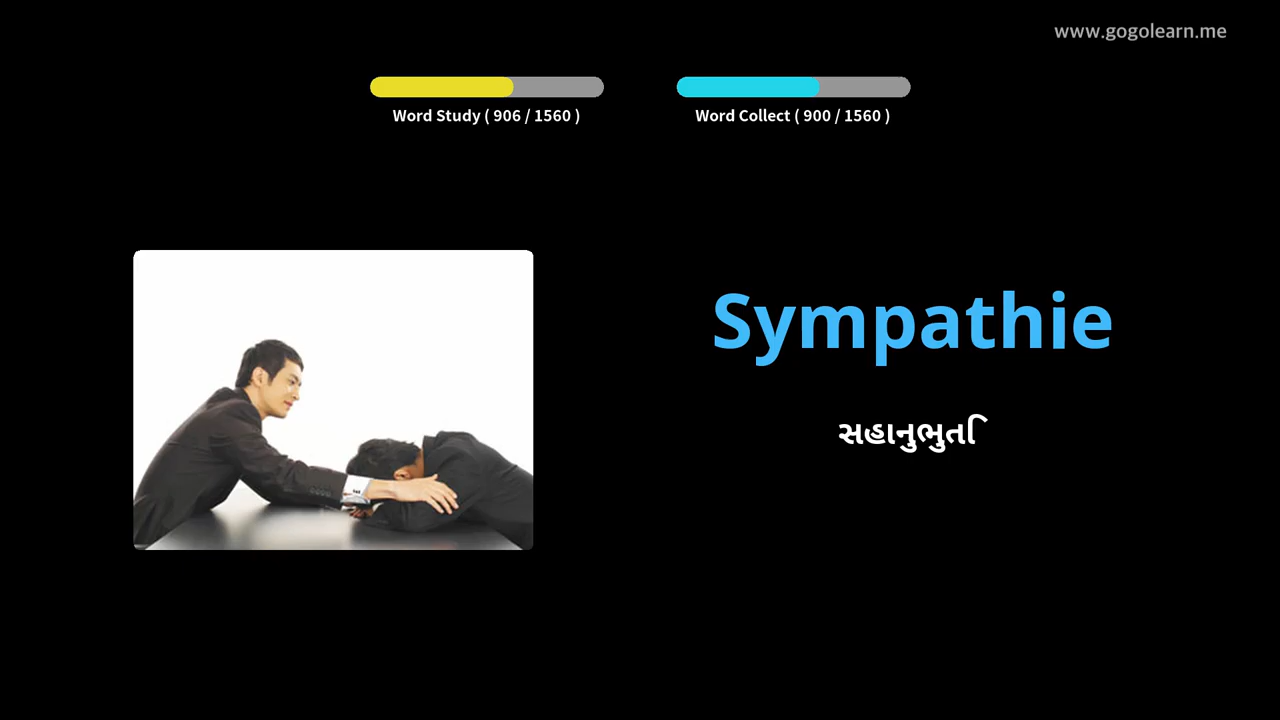 www.gogolearn.me
Word Study ( 906 / 1560 )
Word Collect ( 900 / 1560 )
Sympathie
સહાનુભુતિ